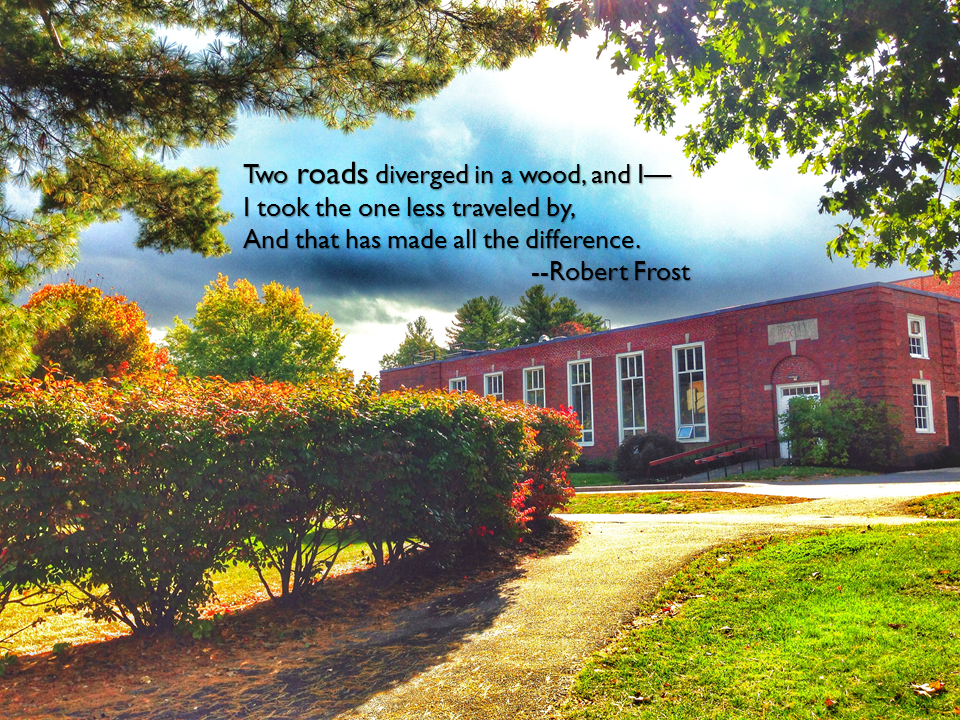 Two roads diverged in a wood, and I—
I took the one less traveled by,
And that has made all the difference.
--Robert Frost